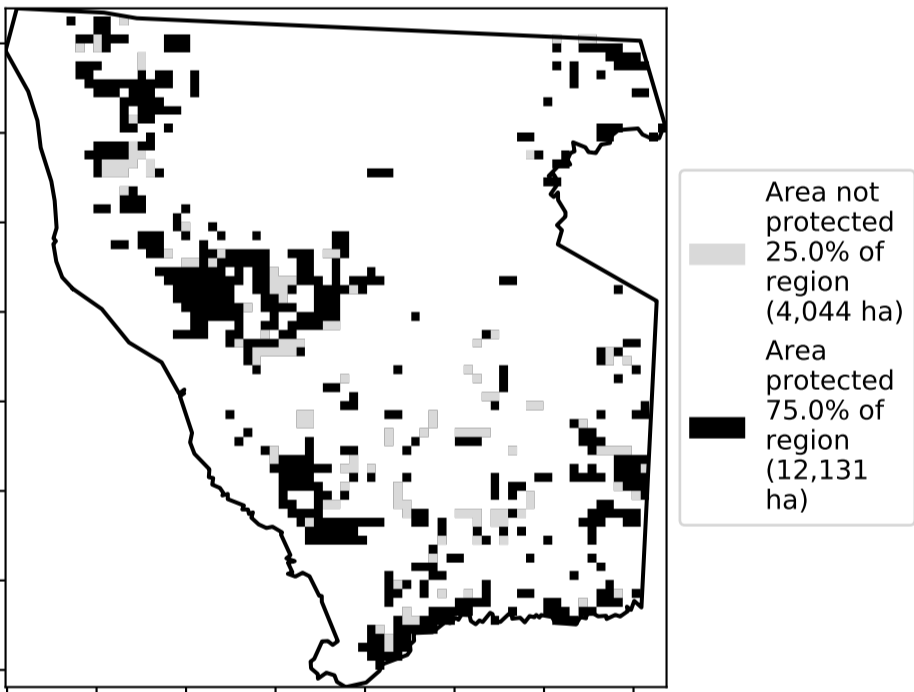 Area not
protected
25.0% of
region
(4,044 ha)
Area
protected
75.0% of
region
(12,131
ha)